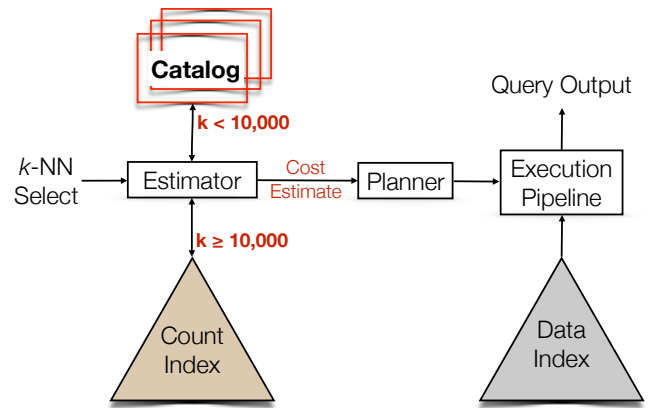 Catalog
k < 10,000
Query Output
k-NN
Select
Estimator
Cost
Estimate
Planner
Execution
Pipeline
k ≥ 10,000
Count
Index
Data
Index